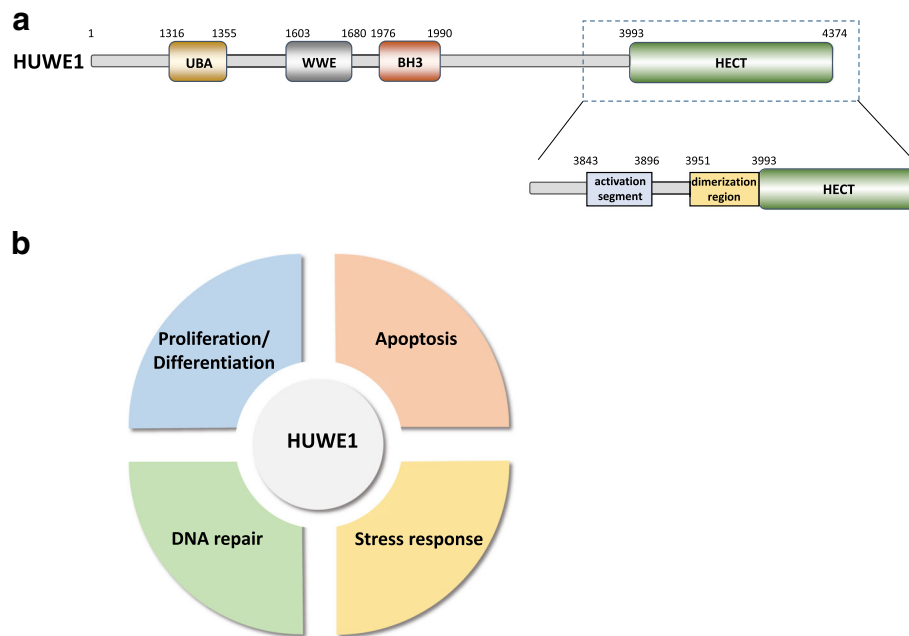 a
1 1316 1355 1603 1680 1976 1990 3993 4374
HUWE1 UBA WWE BH3 HECT
3843 3896 3951 3993
activation
segment
dimerization
region
HECT
b
Proliferation/
Differentiation
Apoptosis
HUWE1
DNA repair
Stress response